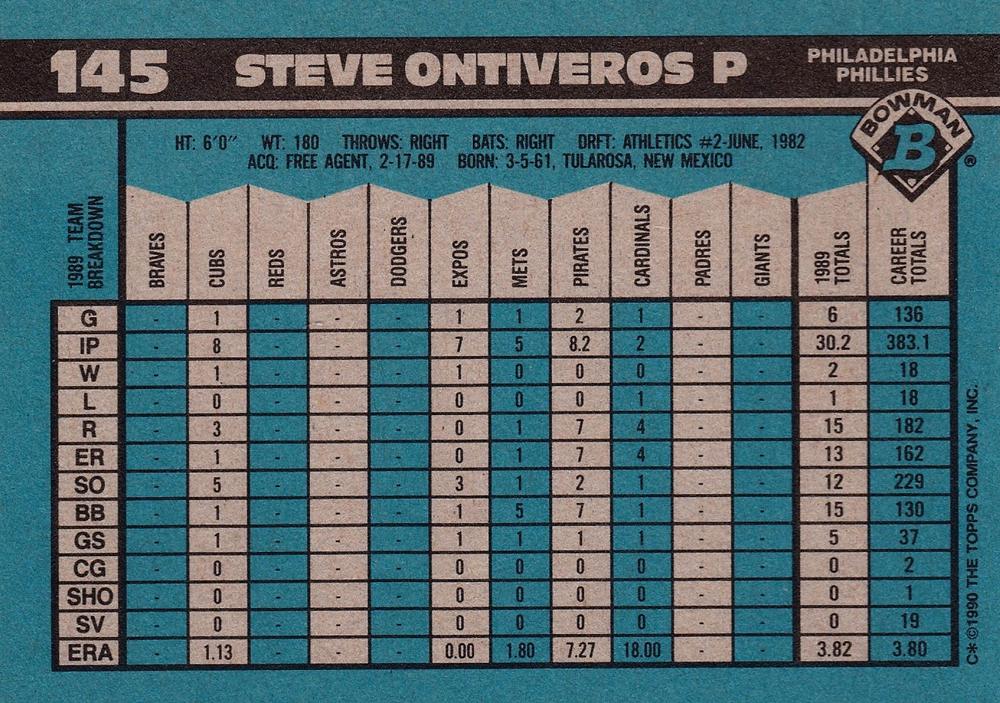 145 STEVE ONTIVEROS P PHILADELPHIA PHILLIES
BOWMAN B ®
HT: 6'0" WT: 180 THROWS: RIGHT BATS: RIGHT DRFT: ATHLETICS #2-JUNE, 1982
ACQ: FREE AGENT, 2-17-89 BORN: 3-5-61, TULAROSA, NEW MEXICO
1989 TEAM BREAKDOWN BRAVES CUBS REDS ASTROS DODGERS EXPOS METS PIRATES CARDINALS PADRES GIANTS 1989 TOTALS CAREER TOTALS
G - 1 - - - 1 1 2 1 - - 6 136
IP - 8 - - - 7 5 8.2 2 - - 30.2 383.1
W - 1 - - - 1 0 0 0 - - 2 18
L - 0 - - - 0 0 0 1 - - 1 18
R - 3 - - - 0 1 7 4 - - 15 182
ER - 1 - - - 0 1 7 4 - - 13 162
SO - 5 - - - 3 1 2 1 - - 12 229
BB - 1 - - - 1 5 7 1 - - 15 130
GS - 1 - - - 1 1 1 1 - - 5 37
CG - 0 - - - 0 0 0 0 - - 0 2
SHO - 0 - - - 0 0 0 0 - - 0 1
SV - 0 - - - 0 0 0 0 - - 0 19
ERA - 1.13 - - - 0.00 1.80 7.27 18.00 - - 3.82 3.80
C* © 1990 THE TOPPS COMPANY, INC.